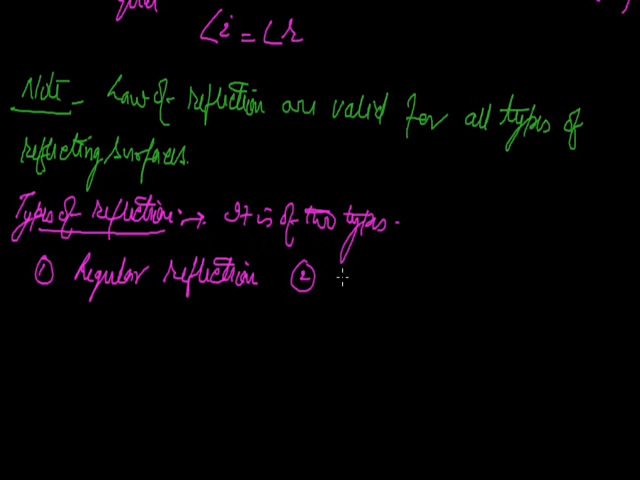 ∠i = ∠r
Note - Law of reflection are valid for all types of
reflecting surfaces.
Types of reflection :→ It is of two types.
① Regular reflection ②